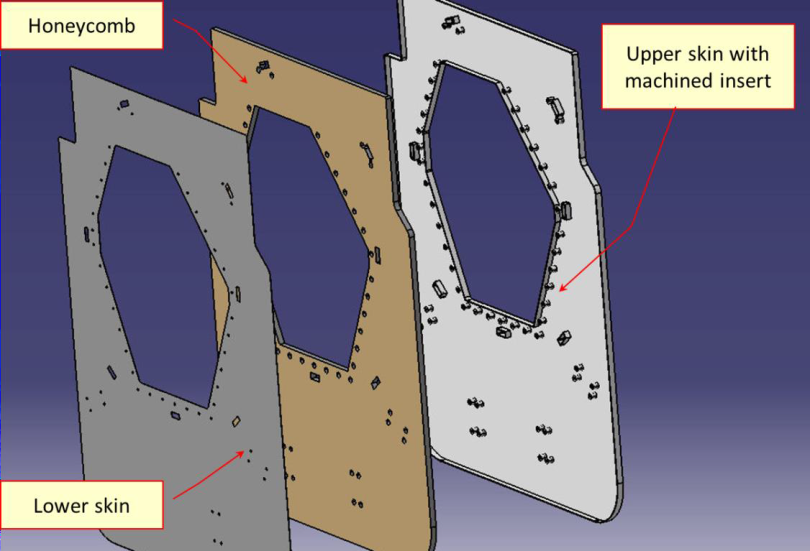 Honeycomb
Upper skin with
machined insert
Lower skin